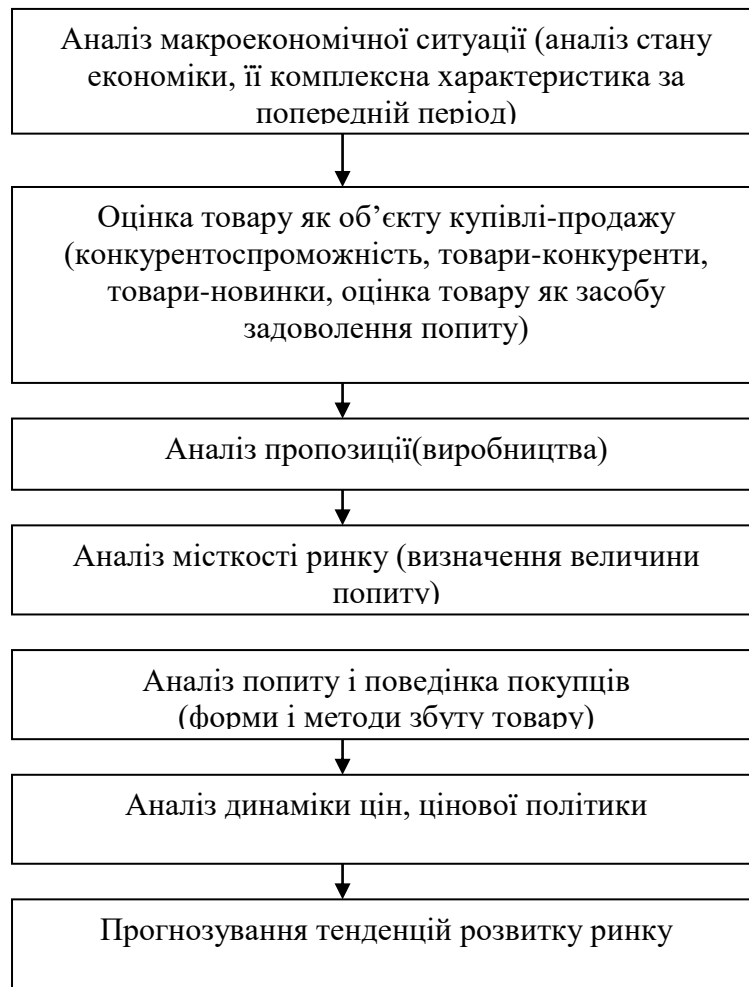 Аналіз макроекономічної ситуації (аналіз стану
економіки, її комплексна характеристика за
попередній період)
Оцінка товару як об’єкту купівлі-продажу
(конкурентоспроможність, товари-конкуренти,
товари-новинки, оцінка товару як засобу
задоволення попиту)
Аналіз пропозиції(виробництва)
Аналіз місткості ринку (визначення величини
попиту)
Аналіз попиту і поведінка покупців
(форми і методи збуту товару)
Аналіз динаміки цін, цінової політики
Прогнозування тенденцій розвитку ринку